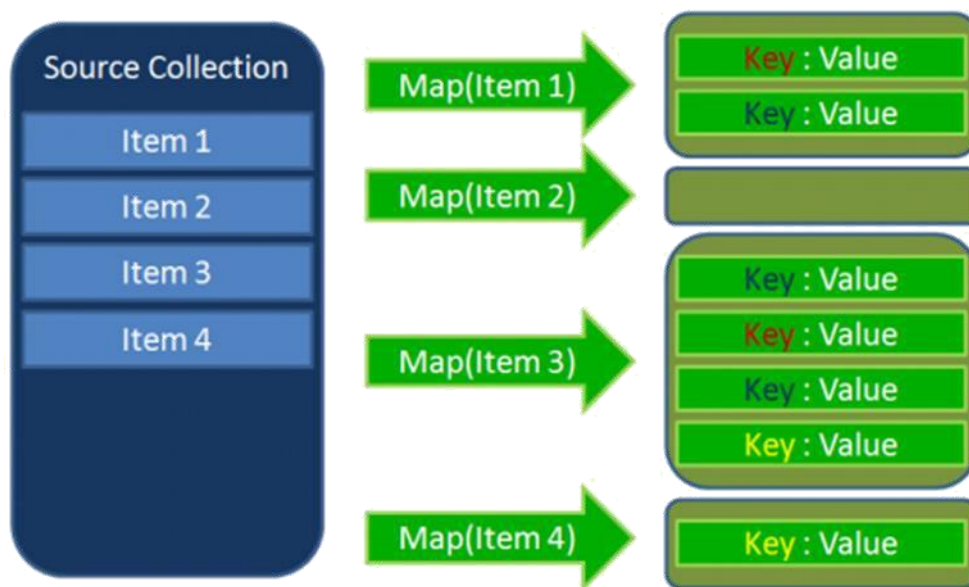 Source Collection
Item 1
Item 2
Item 3
Item 4
Map(Item 1)
Key : Value
Key : Value
Map(Item 2)
Map(Item 3)
Key : Value
Key : Value
Key : Value
Key : Value
Map(Item 4)
Key : Value